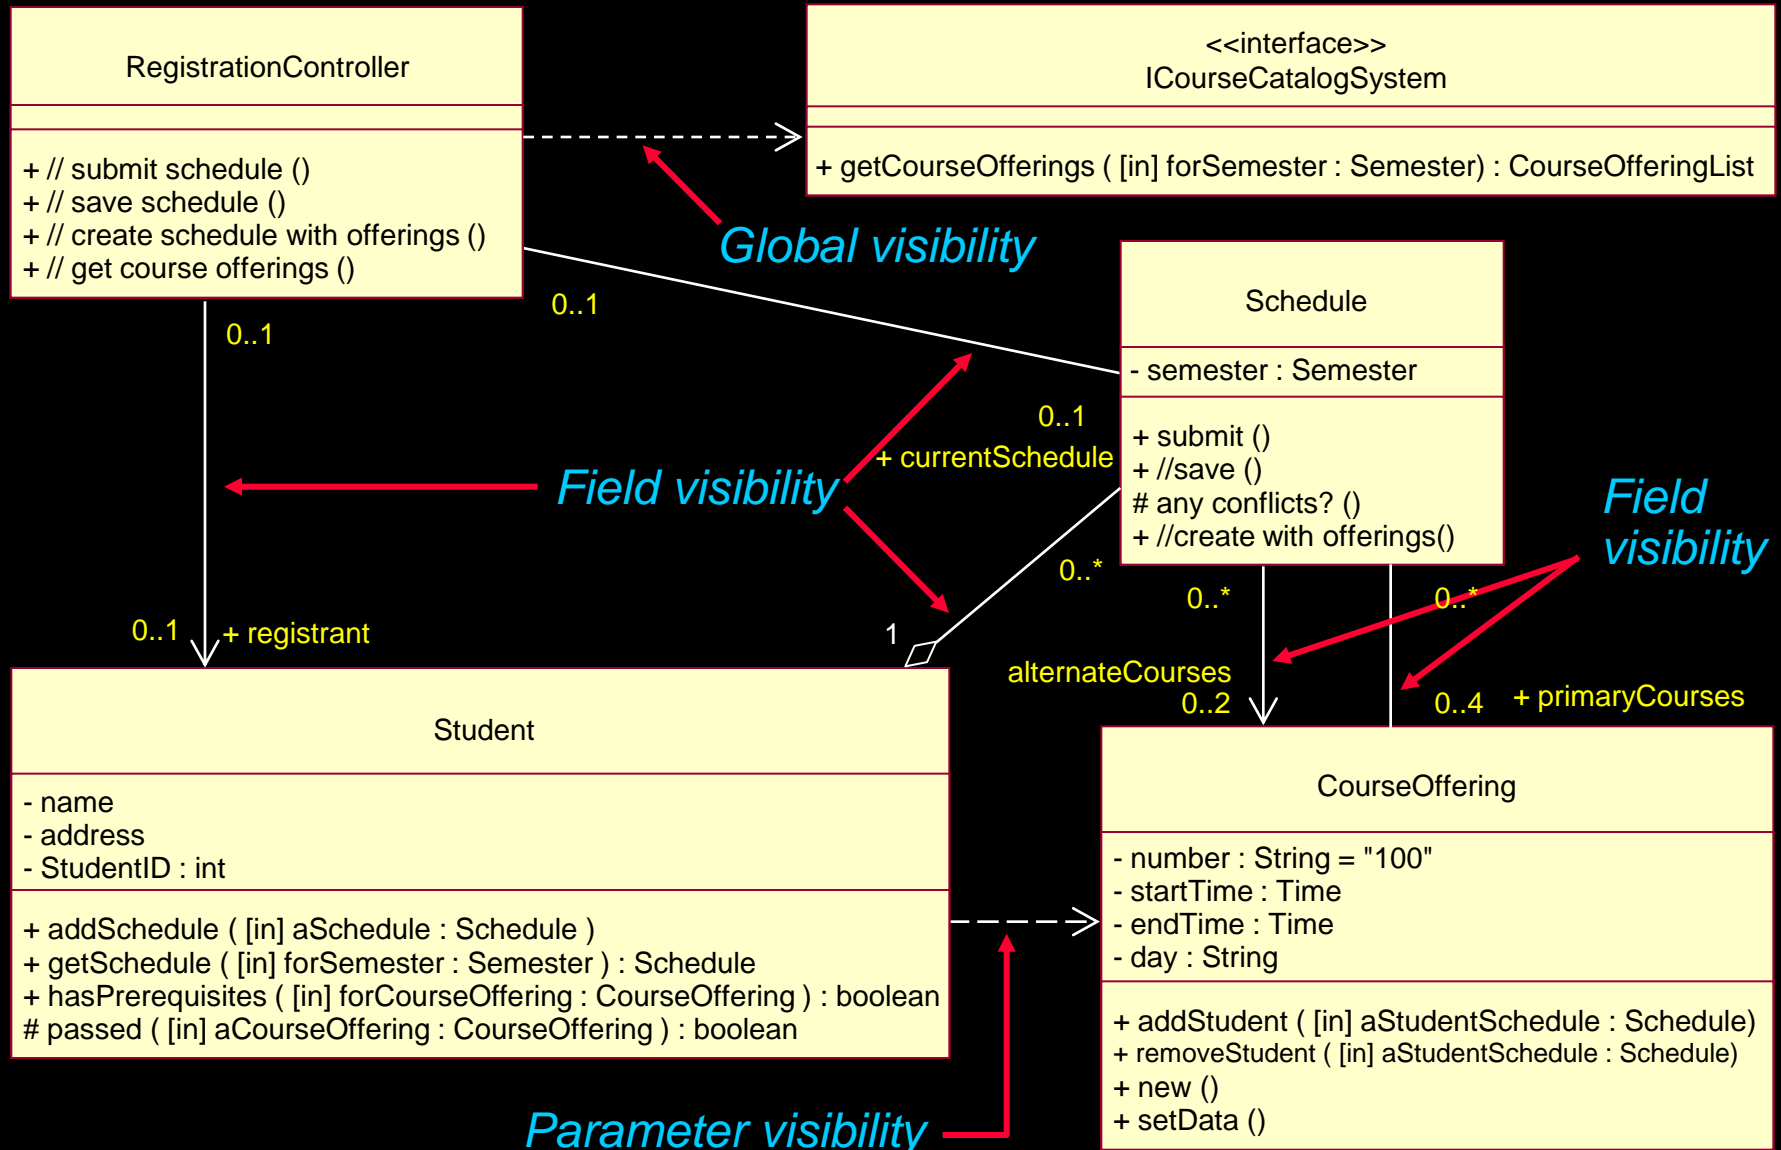 RegistrationController
+ // submit schedule ()
+ // save schedule ()
+ // create schedule with offerings ()
+ // get course offerings ()
<<interface>>
ICourseCatalogSystem
+ getCourseOfferings ( [in] forSemester : Semester) : CourseOfferingList
Global visibility
0..1
0..1
Schedule
- semester : Semester
+ submit ()
+ //save ()
# any conflicts? ()
+ //create with offerings()
0..1
+ currentSchedule
Field visibility
Field
visibility
0..*
0..*
0..*
0..1
+ registrant
1
alternateCourses
0..2
0..4
+ primaryCourses
Student
- name
- address
- StudentID : int
+ addSchedule ( [in] aSchedule : Schedule )
+ getSchedule ( [in] forSemester : Semester ) : Schedule
+ hasPrerequisites ( [in] forCourseOffering : CourseOffering ) : boolean
# passed ( [in] aCourseOffering : CourseOffering ) : boolean
CourseOffering
- number : String = "100"
- startTime : Time
- endTime : Time
- day : String
+ addStudent ( [in] aStudentSchedule : Schedule)
+ removeStudent ( [in] aStudentSchedule : Schedule)
+ new ()
+ setData ()
Parameter visibility